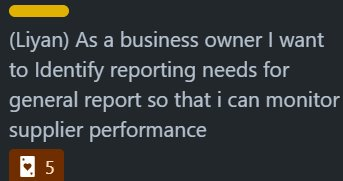 (Liyan) As a business owner I want
to Identify reporting needs for
general report so that i can monitor
supplier performance
5